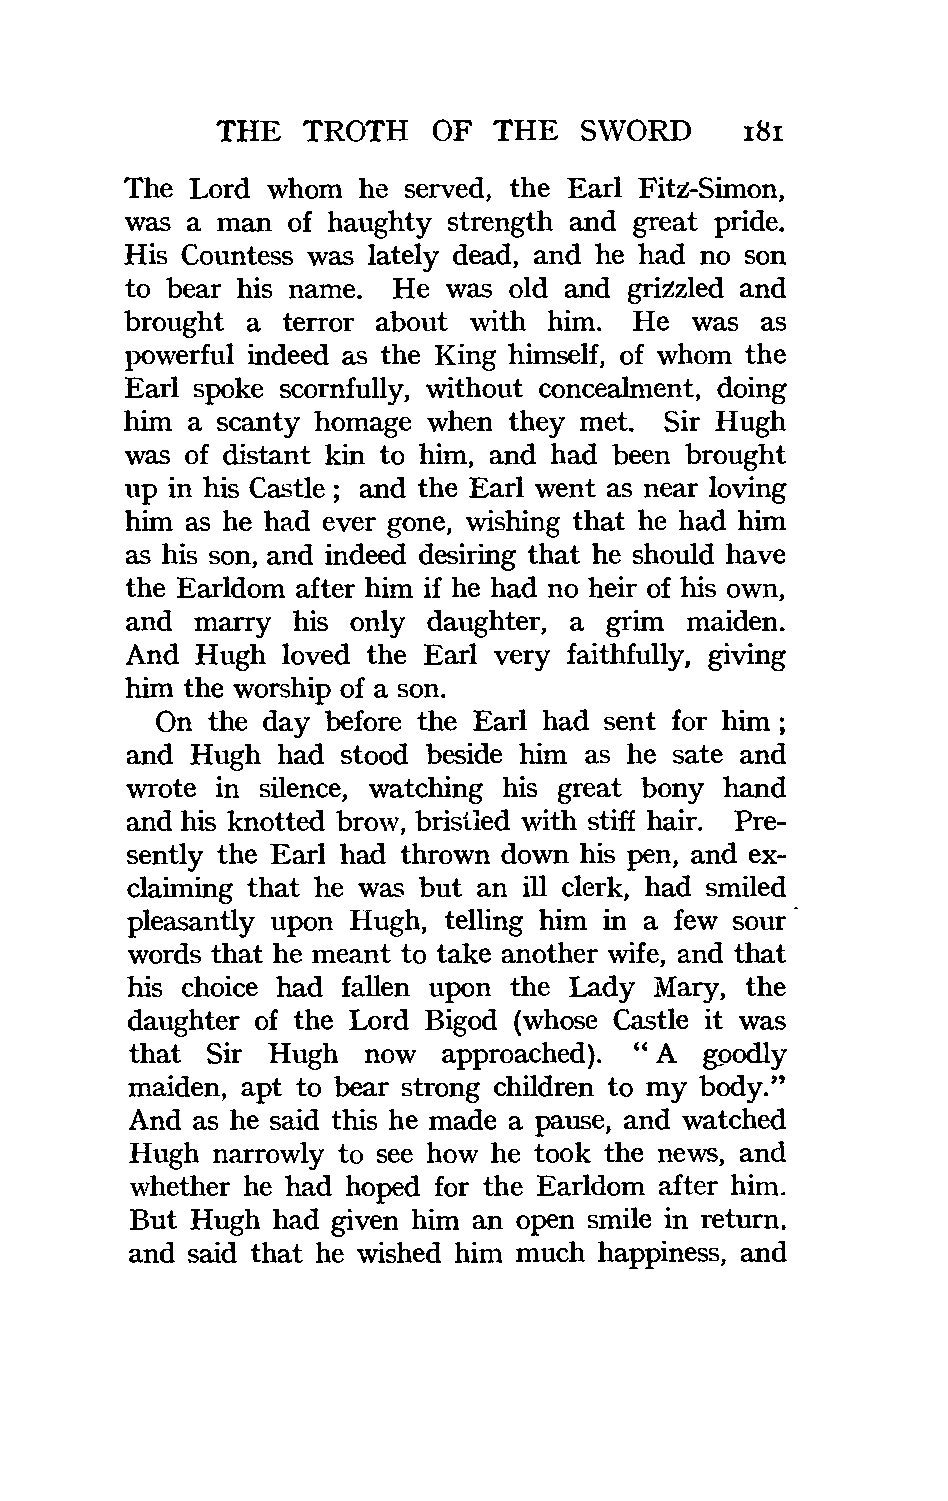 THE TROTH OF THE SWORD 181
The Lord whom he served, the Earl Fitz-Simon,
was a man of haughty strength and great pride.
His Countess was lately dead, and he had no son
to bear his name. He was old and grizzled and
brought a terror about with him. He was as
powerful indeed as the King himself, of whom the
Earl spoke scornfully, without concealment, doing
him a scanty homage when they met. Sir Hugh
was of distant kin to him, and had been brought
up in his Castle ; and the Earl went as near loving
him as he had ever gone, wishing that he had him
as his son, and indeed desiring that he should have
the Earldom after him if he had no heir of his own,
and marry his only daughter, a grim maiden.
And Hugh loved the Earl very faithfully, giving
him the worship of a son.
On the day before the Earl had sent for him ;
and Hugh had stood beside him as he sate and
wrote in silence, watching his great bony hand
and his knotted brow, bristled with stiff hair. Pre-
sently the Earl had thrown down his pen, and ex-
claiming that he was but an ill clerk, had smiled
pleasantly upon Hugh, telling him in a few sour
words that he meant to take another wife, and that
his choice had fallen upon the Lady Mary, the
daughter of the Lord Bigod (whose Castle it was
that Sir Hugh now approached). “ A goodly
maiden, apt to bear strong children to my body.”
And as he said this he made a pause, and watched
Hugh narrowly to see how he took the news, and
whether he had hoped for the Earldom after him.
But Hugh had given him an open smile in return,
and said that he wished him much happiness, and